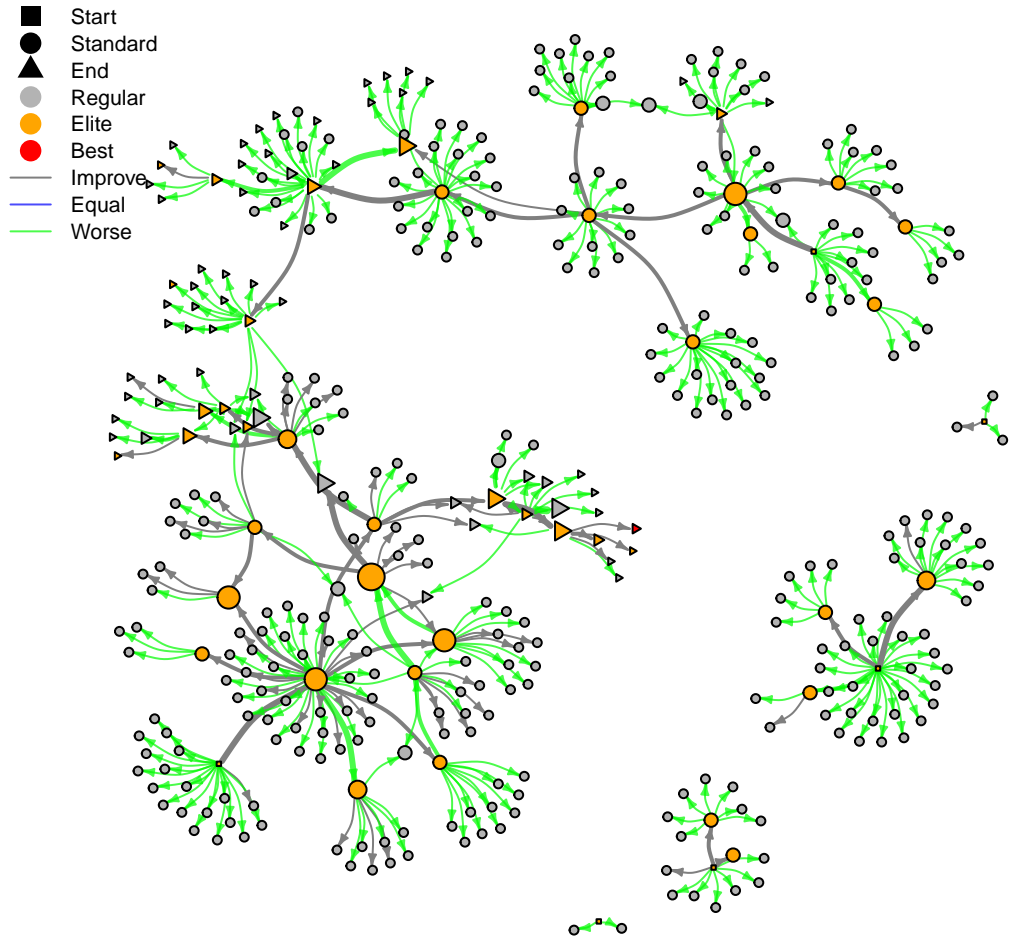 Start
Standard
End
Regular
Elite
Best
Improve
Equal
Worse